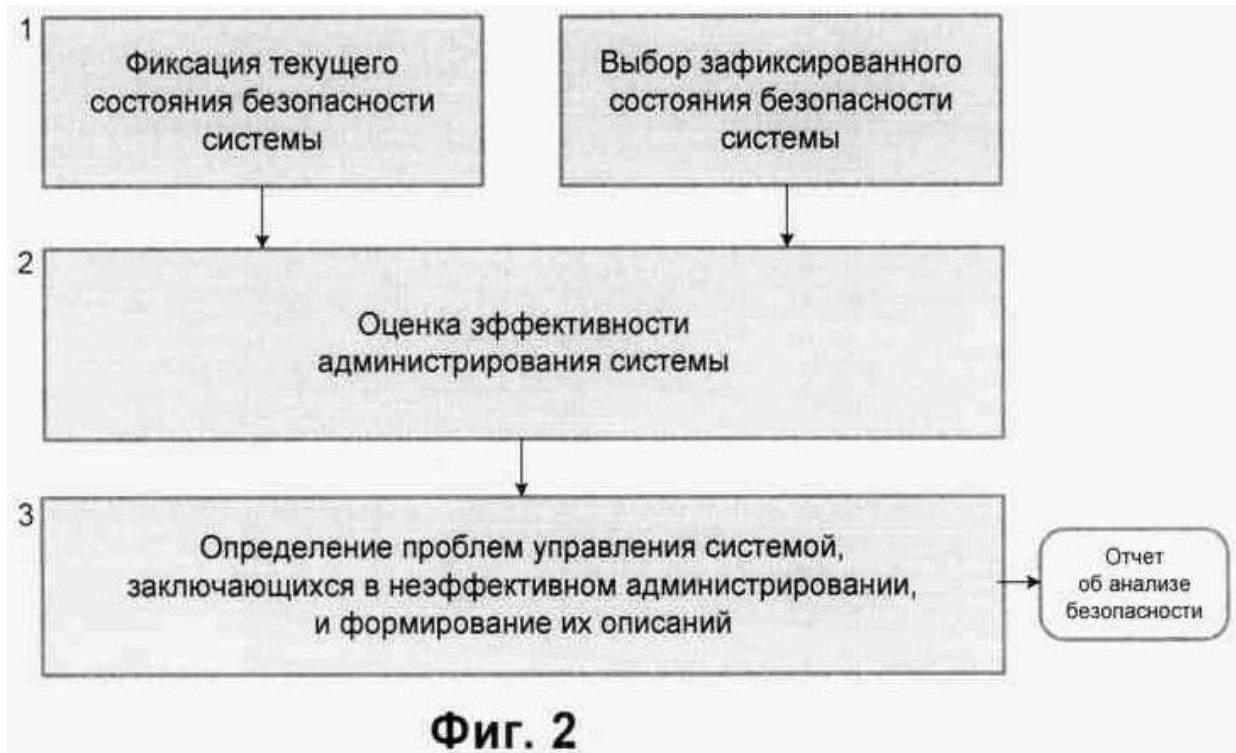 1
Фиксация текущего
состояния безопасности
системы
Выбор зафиксированного
состояния безопасности
системы
2
Оценка эффективности
администрирования системы
3
Определение проблем управления системой,
заключающихся в неэффективном администрировании,
и формирование их описаний
Отчет
об анализе
безопасности
Фиг. 2